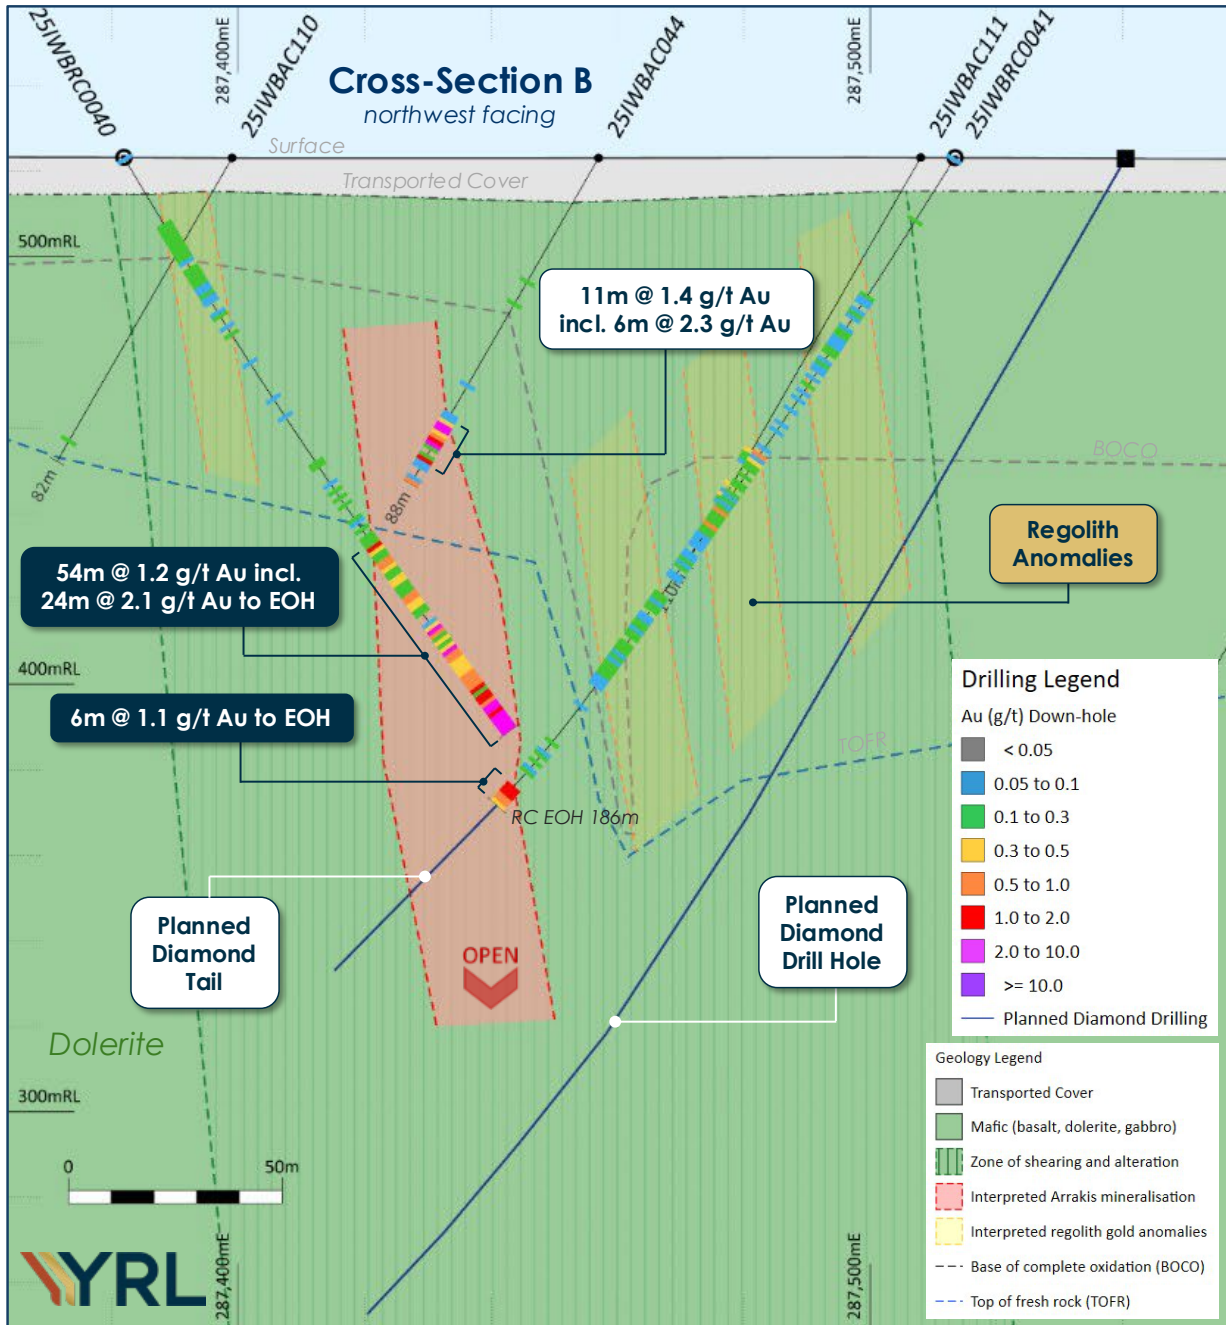 25IWBRC0040
287,400mE
25IWBAC110
Cross-Section B
northwest facing
25IWBAC044
287,500mE
25IWBAC111
25IWBRC0041
Surface
Transported Cover
500mRL
11m @ 1.4 g/t Au
incl. 6m @ 2.3 g/t Au
BOCO
82m
88m
Regolith
Anomalies
54m @ 1.2 g/t Au incl.
24m @ 2.1 g/t Au to EOH
110m
400mRL
6m @ 1.1 g/t Au to EOH
TOFR
RC EOH 186m
Drilling Legend
Au (g/t) Down-hole
< 0.05
0.05 to 0.1
0.1 to 0.3
0.3 to 0.5
0.5 to 1.0
1.0 to 2.0
2.0 to 10.0
>= 10.0
Planned Diamond Drilling
Planned
Diamond
Tail
Planned
Diamond
Drill Hole
OPEN
Dolerite
300mRL
Geology Legend
Transported Cover
Mafic (basalt, dolerite, gabbro)
Zone of shearing and alteration
Interpreted Arrakis mineralisation
Interpreted regolith gold anomalies
Base of complete oxidation (BOCO)
Top of fresh rock (TOFR)
0 50m
YRL
287,400mE
287,500mE